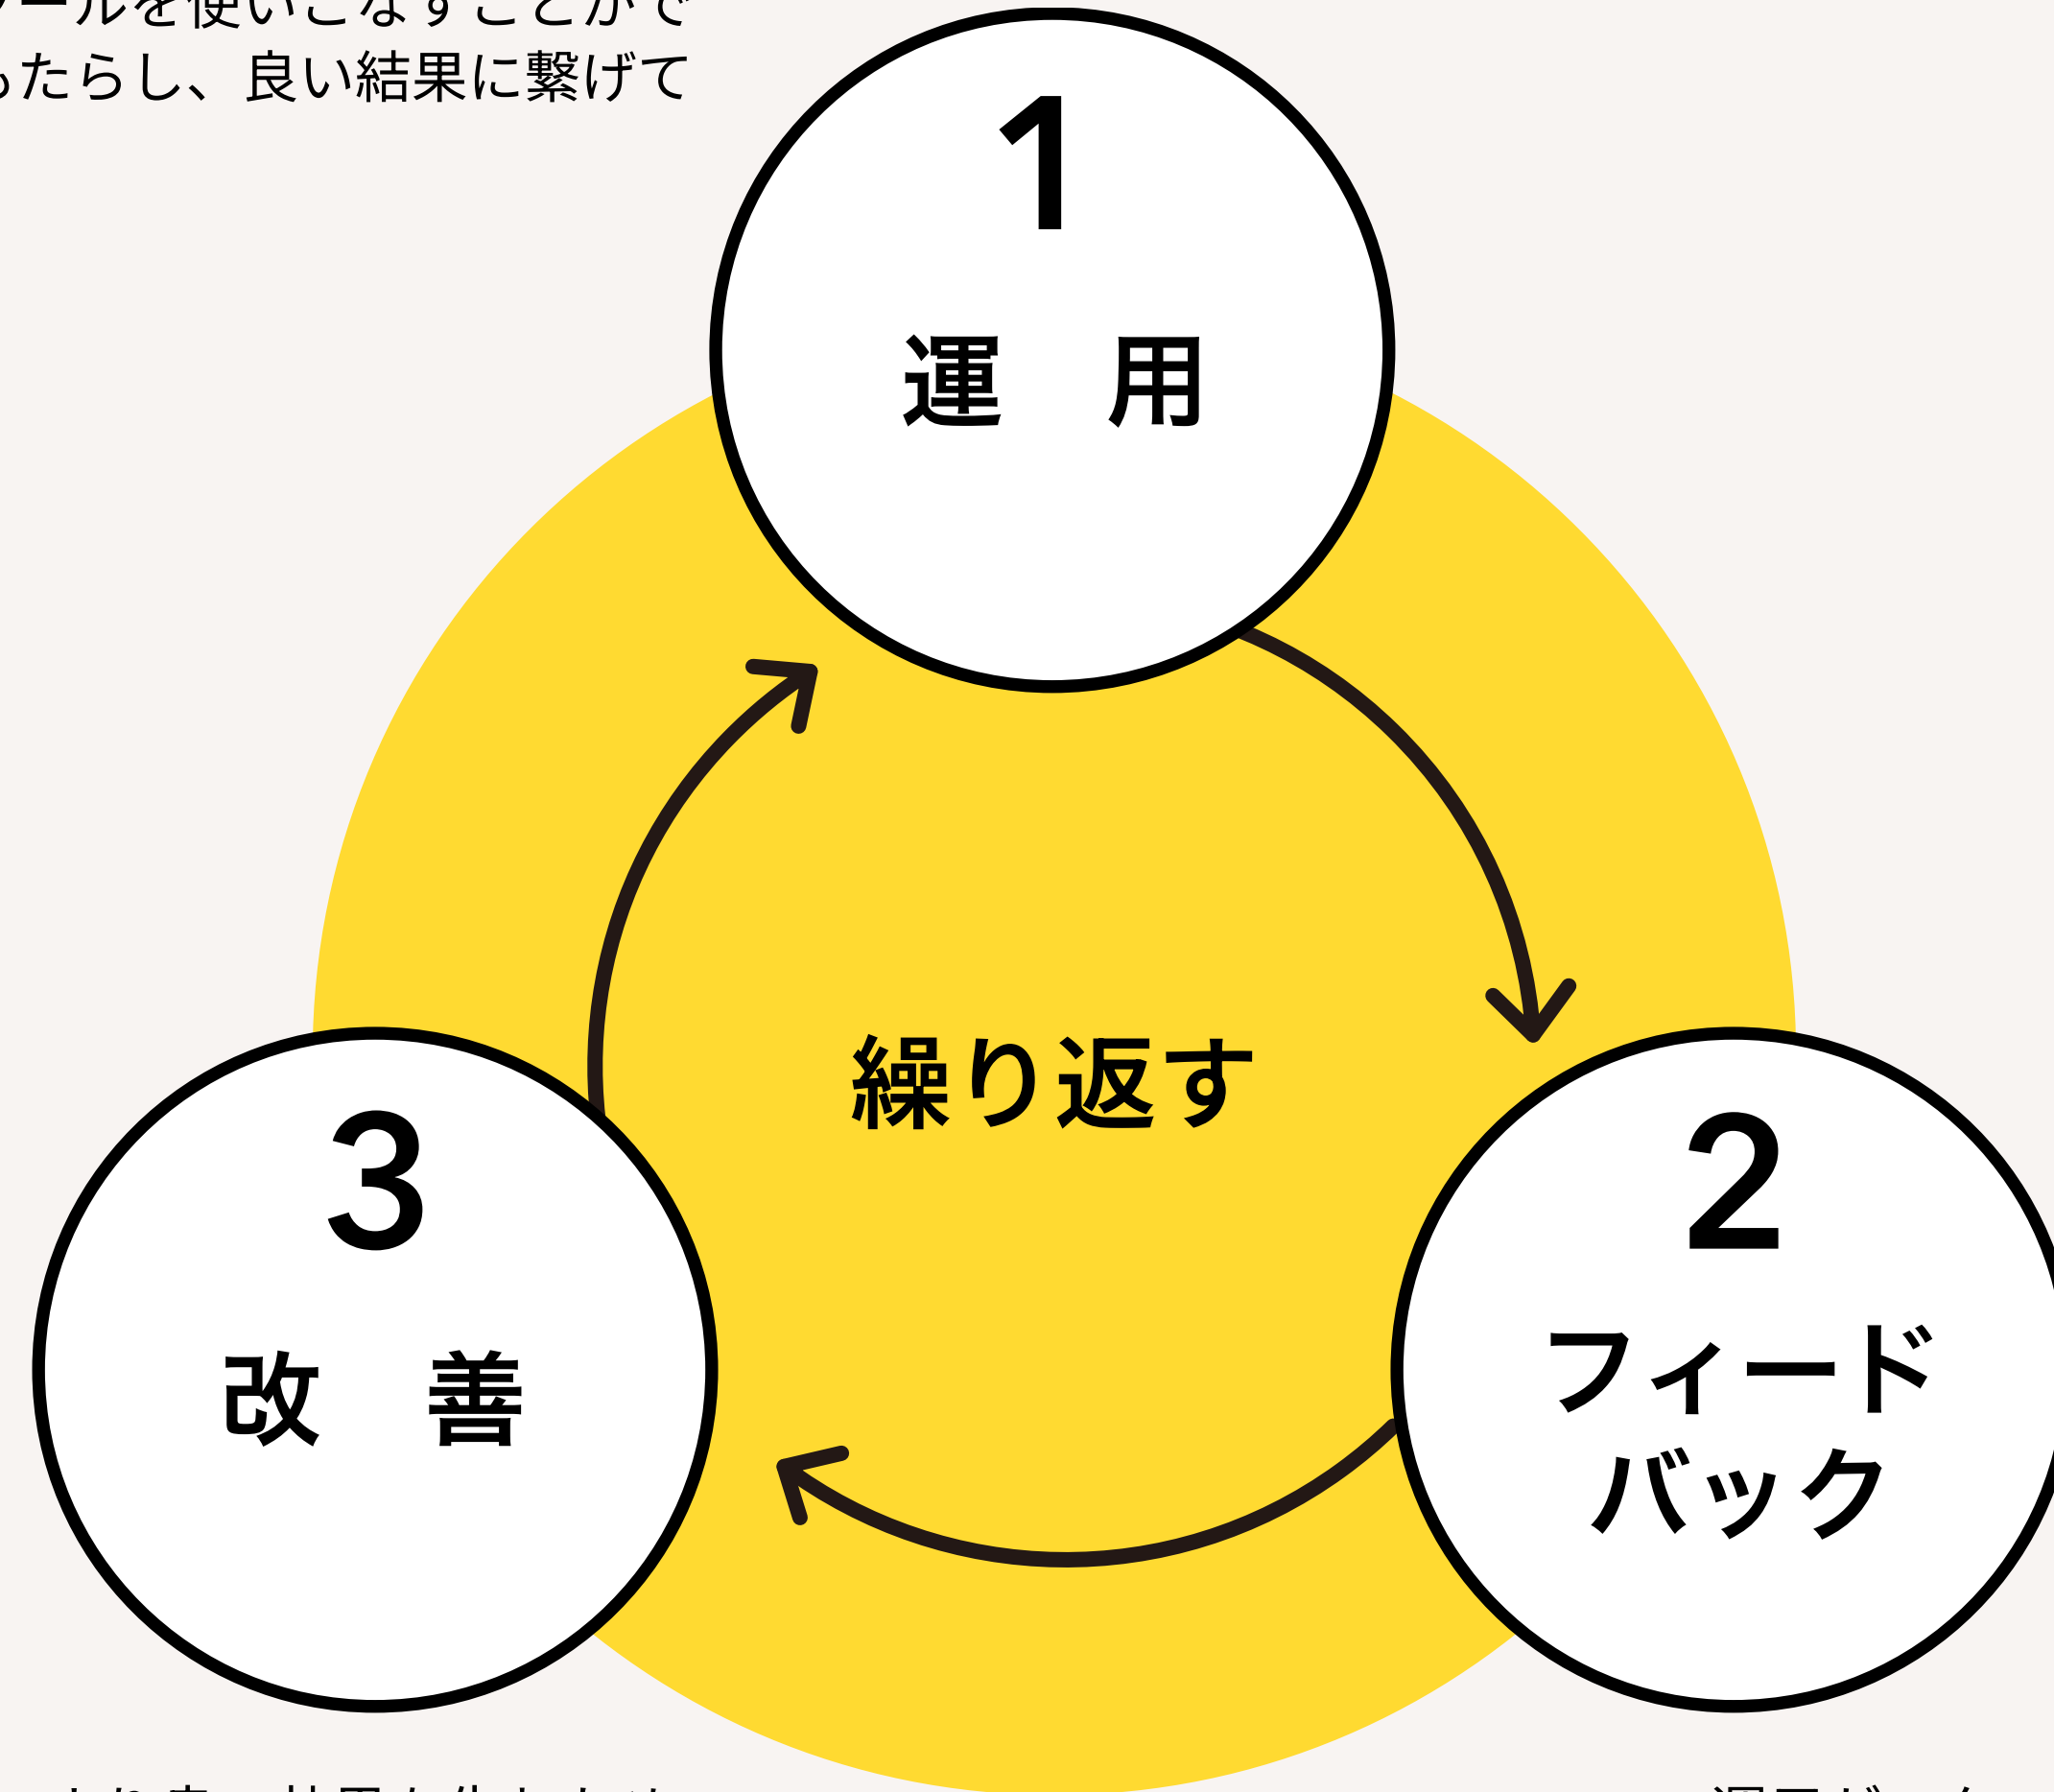 たらし、良い結果に繋げて
1
運　用
繰り返す
3
改　善
2
フィード
バック